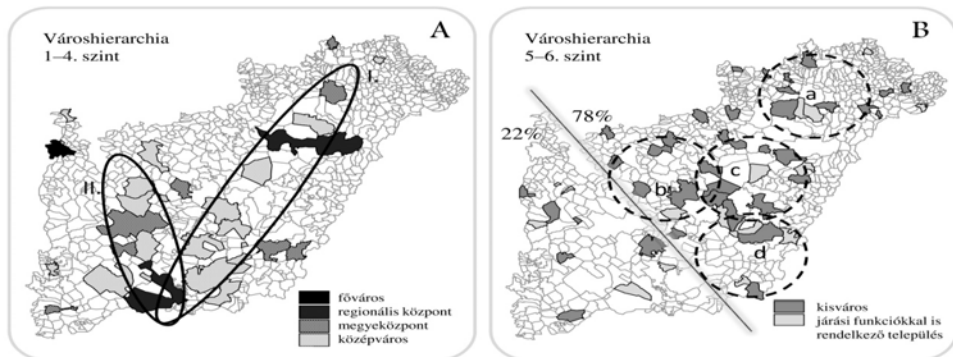 A
Városhierarchia
1–4. szint
I.
II.
főváros
regionális központ
megyeközpont
középváros
B
Városhierarchia
5–6. szint
a
78%
22%
c
b
d
kisváros
járási funkciókkal is
rendelkező település